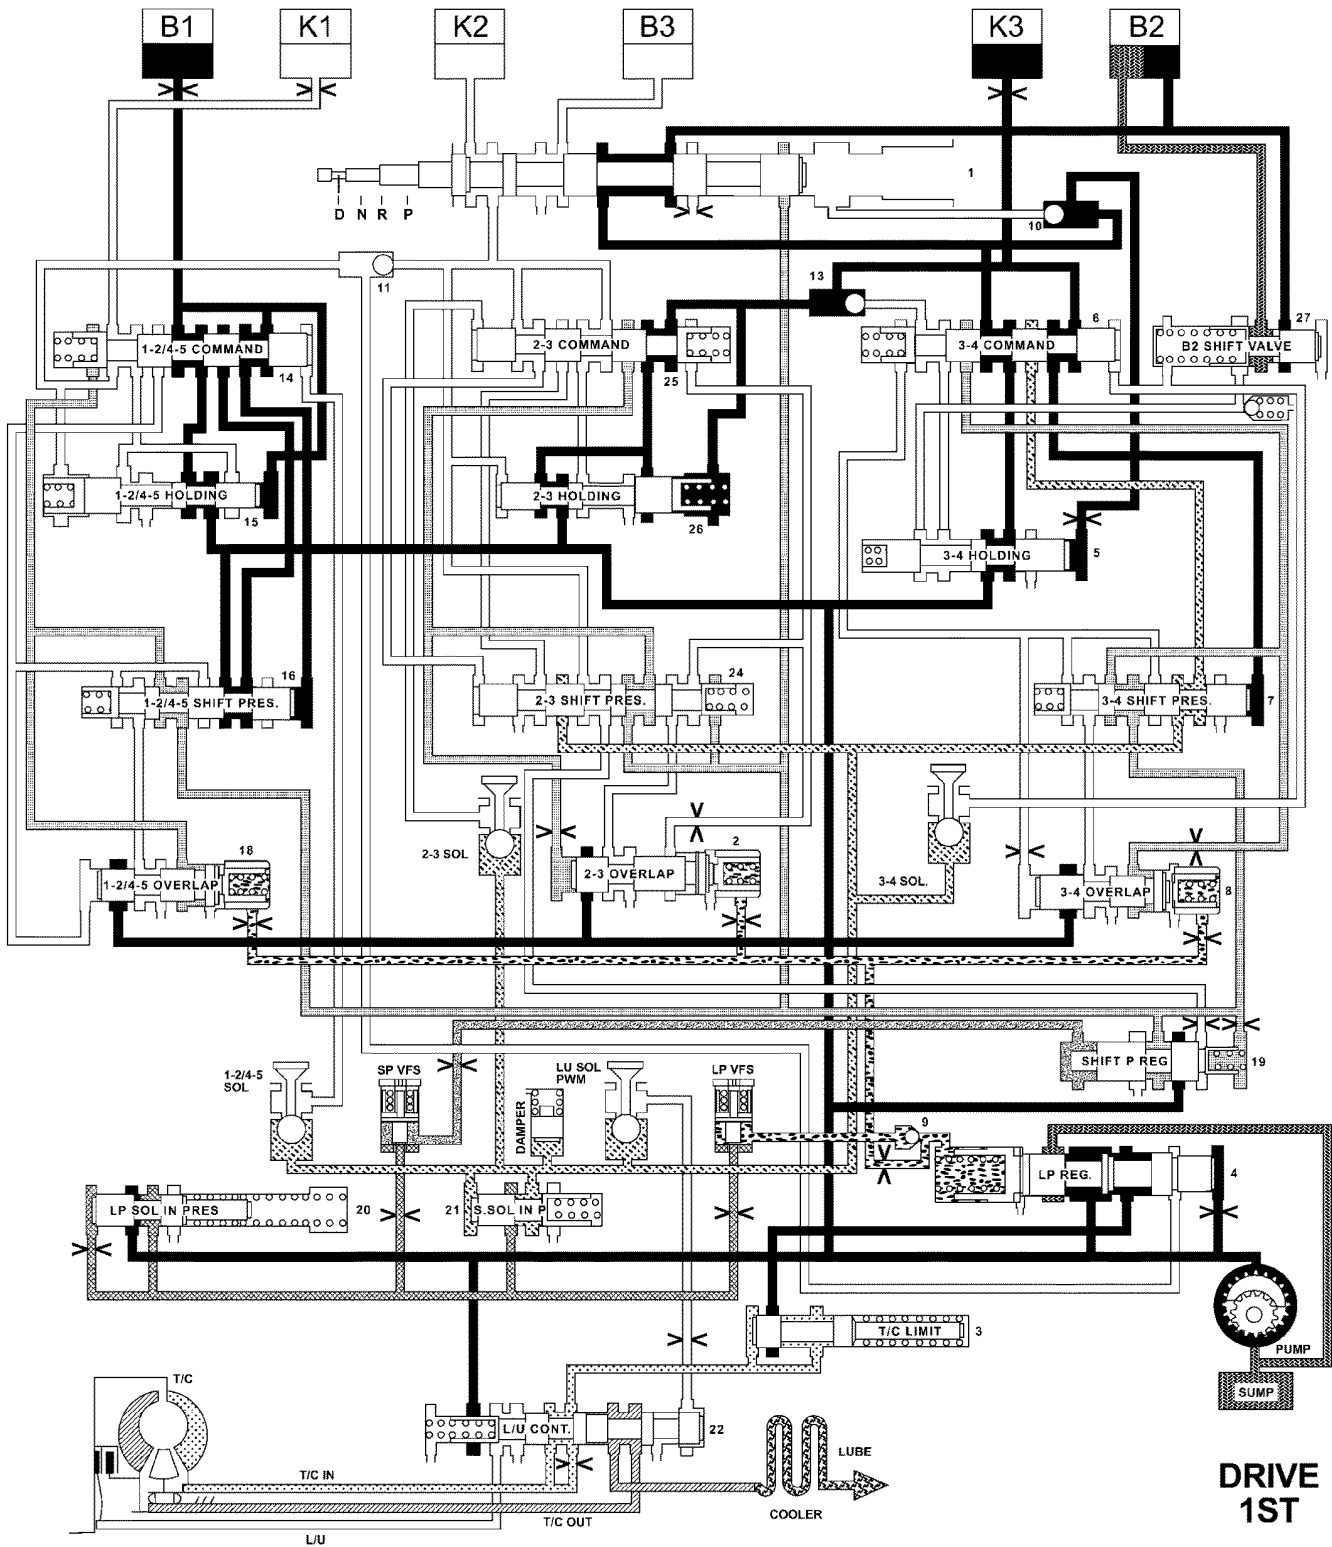 B1
K1
K2
B3
K3
B2
1
D N R P
10
11
13
6
27
1-2/4-5 COMMAND
2-3 COMMAND
3-4 COMMAND
B2 SHIFT VALVE
14
25
1-2/4-5 HOLDING
2-3 HOLDING
15
26
3-4 HOLDING
5
16
24
1-2/4-5 SHIFT PRES.
2-3 SHIFT PRES.
3-4 SHIFT PRES.
7
2-3 SOL
18
2
3-4 SOL.
1-2/4-5 OVERLAP
2-3 OVERLAP
3-4 OVERLAP
8
SHIFT P REG
19
1-2/4-5
SOL
SP VFS
LU SOL
PWM
LP VFS
DAMPER
9
LP REG.
4
LP SOL IN PRES
20
21
S.SOL IN P
T/C LIMIT
3
PUMP
SUMP
T/C
L/U CONT.
22
LUBE
T/C IN
COOLER
T/C OUT
L/U
DRIVE
1ST